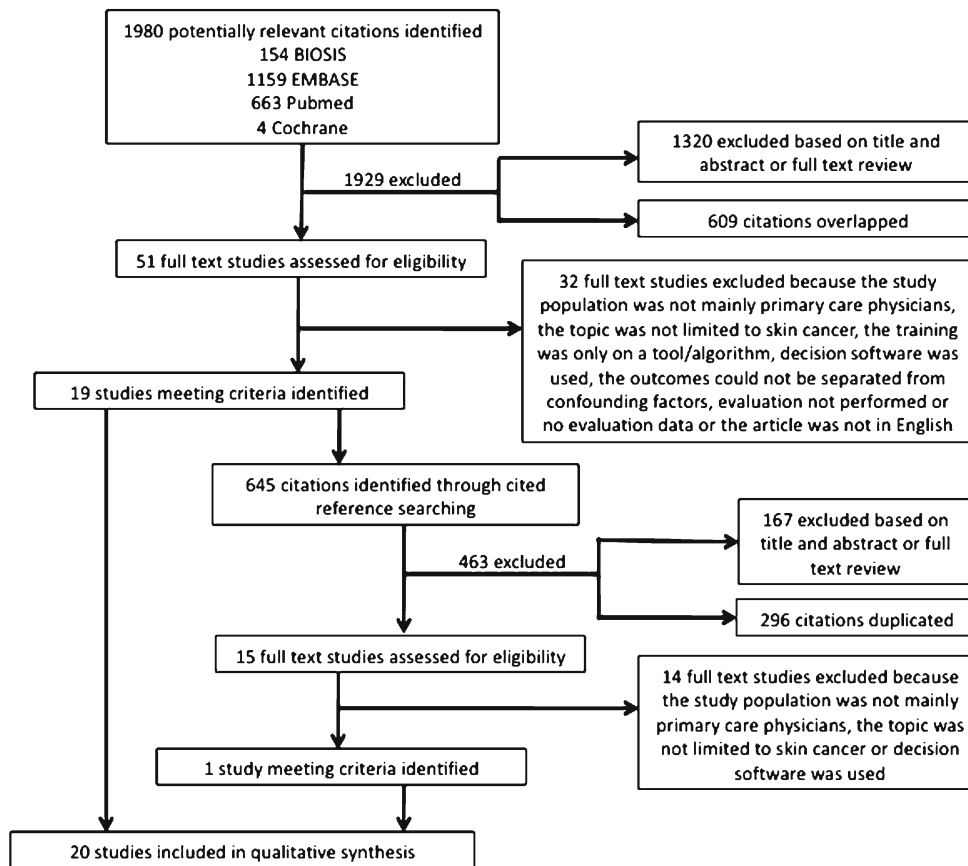 1980 potentially relevant citations identified
154 BIOSIS
1159 EMBASE
663 Pubmed
4 Cochrane
1929 excluded
1320 excluded based on title and
abstract or full text review
609 citations overlapped
51 full text studies assessed for eligibility
32 full text studies excluded because the study
population was not mainly primary care physicians,
the topic was not limited to skin cancer, the training
was only on a tool/algorithm, decision software was
used, the outcomes could not be separated from
confounding factors, evaluation not performed or
no evaluation data or the article was not in English
19 studies meeting criteria identified
645 citations identified through cited
reference searching
463 excluded
167 excluded based on
title and abstract or full
text review
296 citations duplicated
15 full text studies assessed for eligibility
14 full text studies excluded because
the study population was not mainly
primary care physicians, the topic was
not limited to skin cancer or decision
software was used
1 study meeting criteria identified
20 studies included in qualitative synthesis